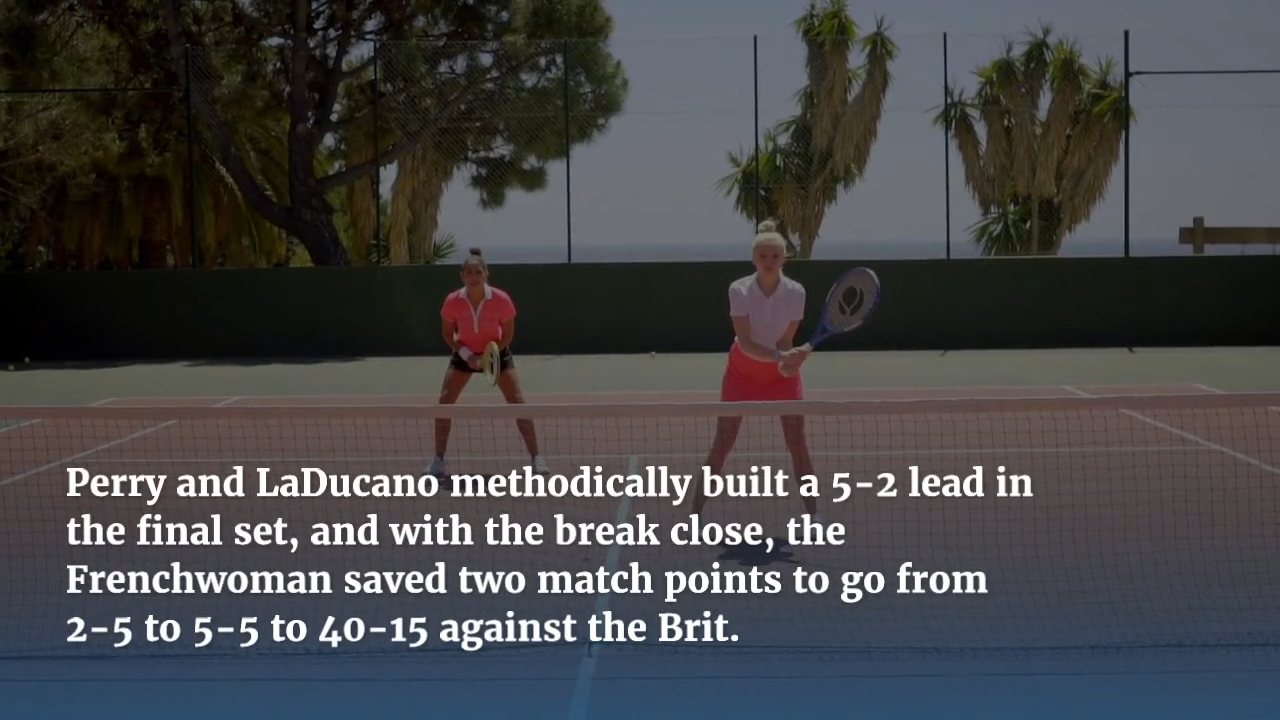 Perry and LaDucano methodically built a 5-2 lead in
the final set, and with the break close, the
Frenchwoman saved two match points to go from
2-5 to 5-5 to 40-15 against the Brit.